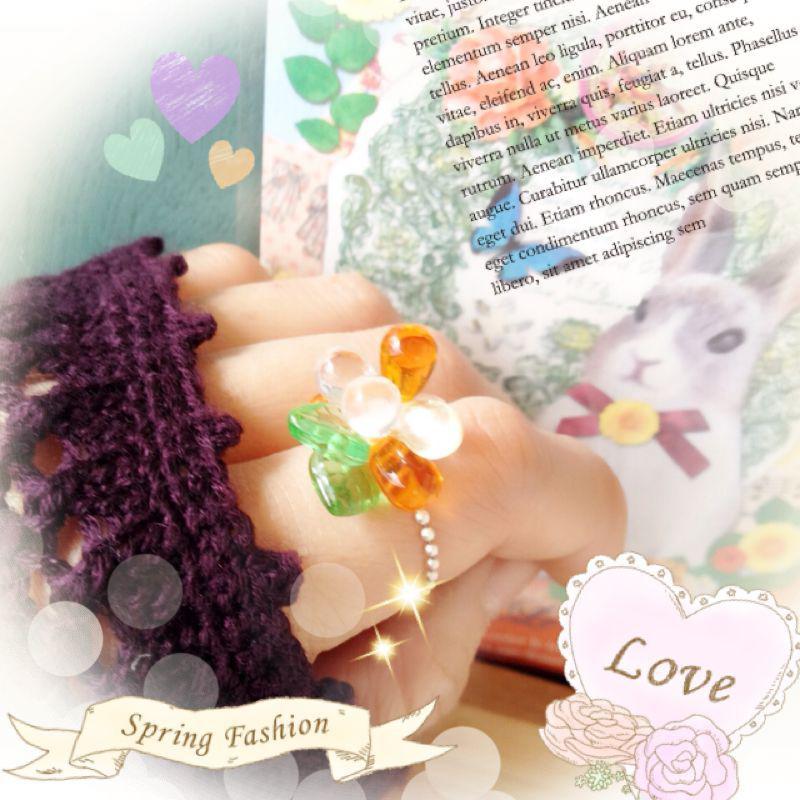 vitae, justo.
pretium. Integer tincidunt
elementum semper nisi. Aenean
tellus. Aenean leo ligula, porttitor eu, conse
vitae, eleifend ac, enim. Aliquam lorem ante,
dapibus in, viverra quis, feugiat a, tellus. Phasellus
viverra nulla ut metus varius laoreet. Quisque
rutrum. Aenean imperdiet. Etiam ultricies nisi v
augue. Curabitur ullamcorper ultricies nisi. Nam
eget dui. Etiam rhoncus. Maecenas tempus, te
eget condimentum rhoncus, sem quam semp
libero, sit amet adipiscing sem
Love
Spring Fashion